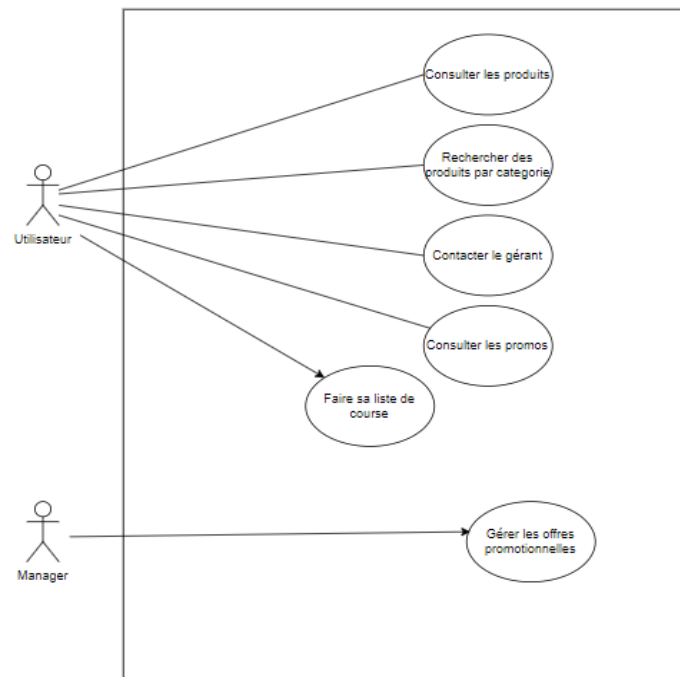 Consulter les produits
Rechercher des
produits par categorie
Utilisateur
Contacter le gérant
Consulter les promos
Faire sa liste de
course
Gérer les offres
promotionnelles
Manager